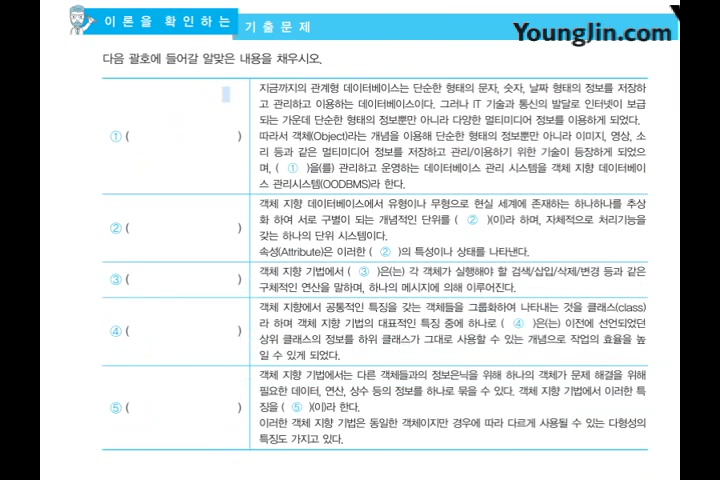 이론을 확인하는 기출문제
YoungJin.com
다음 괄호에 들어갈 알맞은 내용을 채우시오.
① ( )
지금까지의 관계형 데이터베이스는 단순한 형태의 문자, 숫자, 날짜 형태의 정보를 저장하
고 관리하고 이용하는 데이터베이스이다. 그러나 IT 기술과 통신의 발달로 인터넷이 보급
되는 가운데 단순한 형태의 정보뿐만 아니라 다양한 멀티미디어 정보를 이용하게 되었다.
따라서 객체(Object)라는 개념을 이용해 단순한 형태의 정보뿐만 아니라 이미지, 영상, 소
리 등과 같은 멀티미디어 정보를 저장하고 관리/이용하기 위한 기술이 등장하게 되었으
며, ( ① )을(를) 관리하고 운영하는 데이터베이스 관리 시스템을 객체 지향 데이터베이
스 관리시스템(OODBMS)라 한다.
② ( )
객체 지향 데이터베이스에서 유형이나 무형으로 현실 세계에 존재하는 하나하나를 추상
화 하여 서로 구별이 되는 개념적인 단위를 ( ② )(이)라 하며, 자체적으로 처리기능을
갖는 하나의 단위 시스템이다.
속성(Attribute)은 이러한 ( ② )의 특성이나 상태를 나타낸다.
③ ( )
객체 지향 기법에서 ( ③ )은(는) 각 객체가 실행해야 할 검색/삽입/삭제/변경 등과 같은
구체적인 연산을 말하며, 하나의 메시지에 의해 이루어진다.
④ ( )
객체 지향에서 공통적인 특징을 갖는 객체들을 그룹화하여 나타내는 것을 클래스(class)
라 하며 객체 지향 기법의 대표적인 특징 중에 하나로 ( ④ )은(는) 이전에 선언되었던
상위 클래스의 정보를 하위 클래스가 그대로 사용할 수 있는 개념으로 작업의 효율을 높
일 수 있게 되었다.
⑤ ( )
객체 지향 기법에서는 다른 객체들과의 정보은닉을 위해 하나의 객체가 문제 해결을 위해
필요한 데이터, 연산, 상수 등의 정보를 하나로 묶을 수 있다. 객체 지향 기법에서 이러한 특
징을 ( ⑤ )(이)라 한다.
이러한 객체 지향 기법은 동일한 객체이지만 경우에 따라 다르게 사용될 수 있는 다형성의
특징도 가지고 있다.